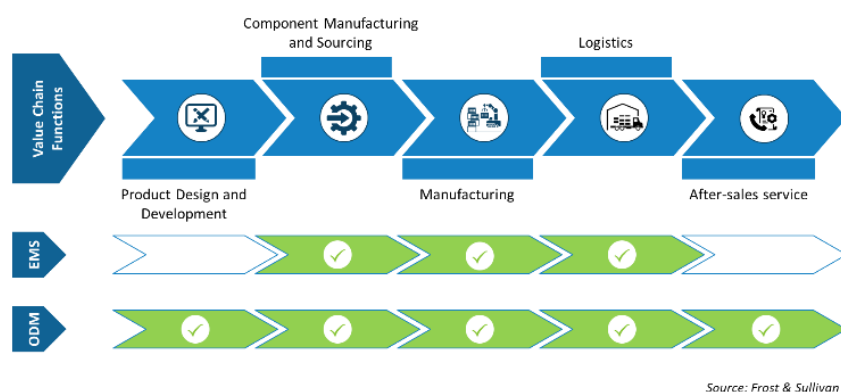 Component Manufacturing
and Sourcing
Logistics
Value Chain
Functions
Product Design and
Development
Manufacturing
After-sales service
EMS
ODM
Source: Frost & Sullivan